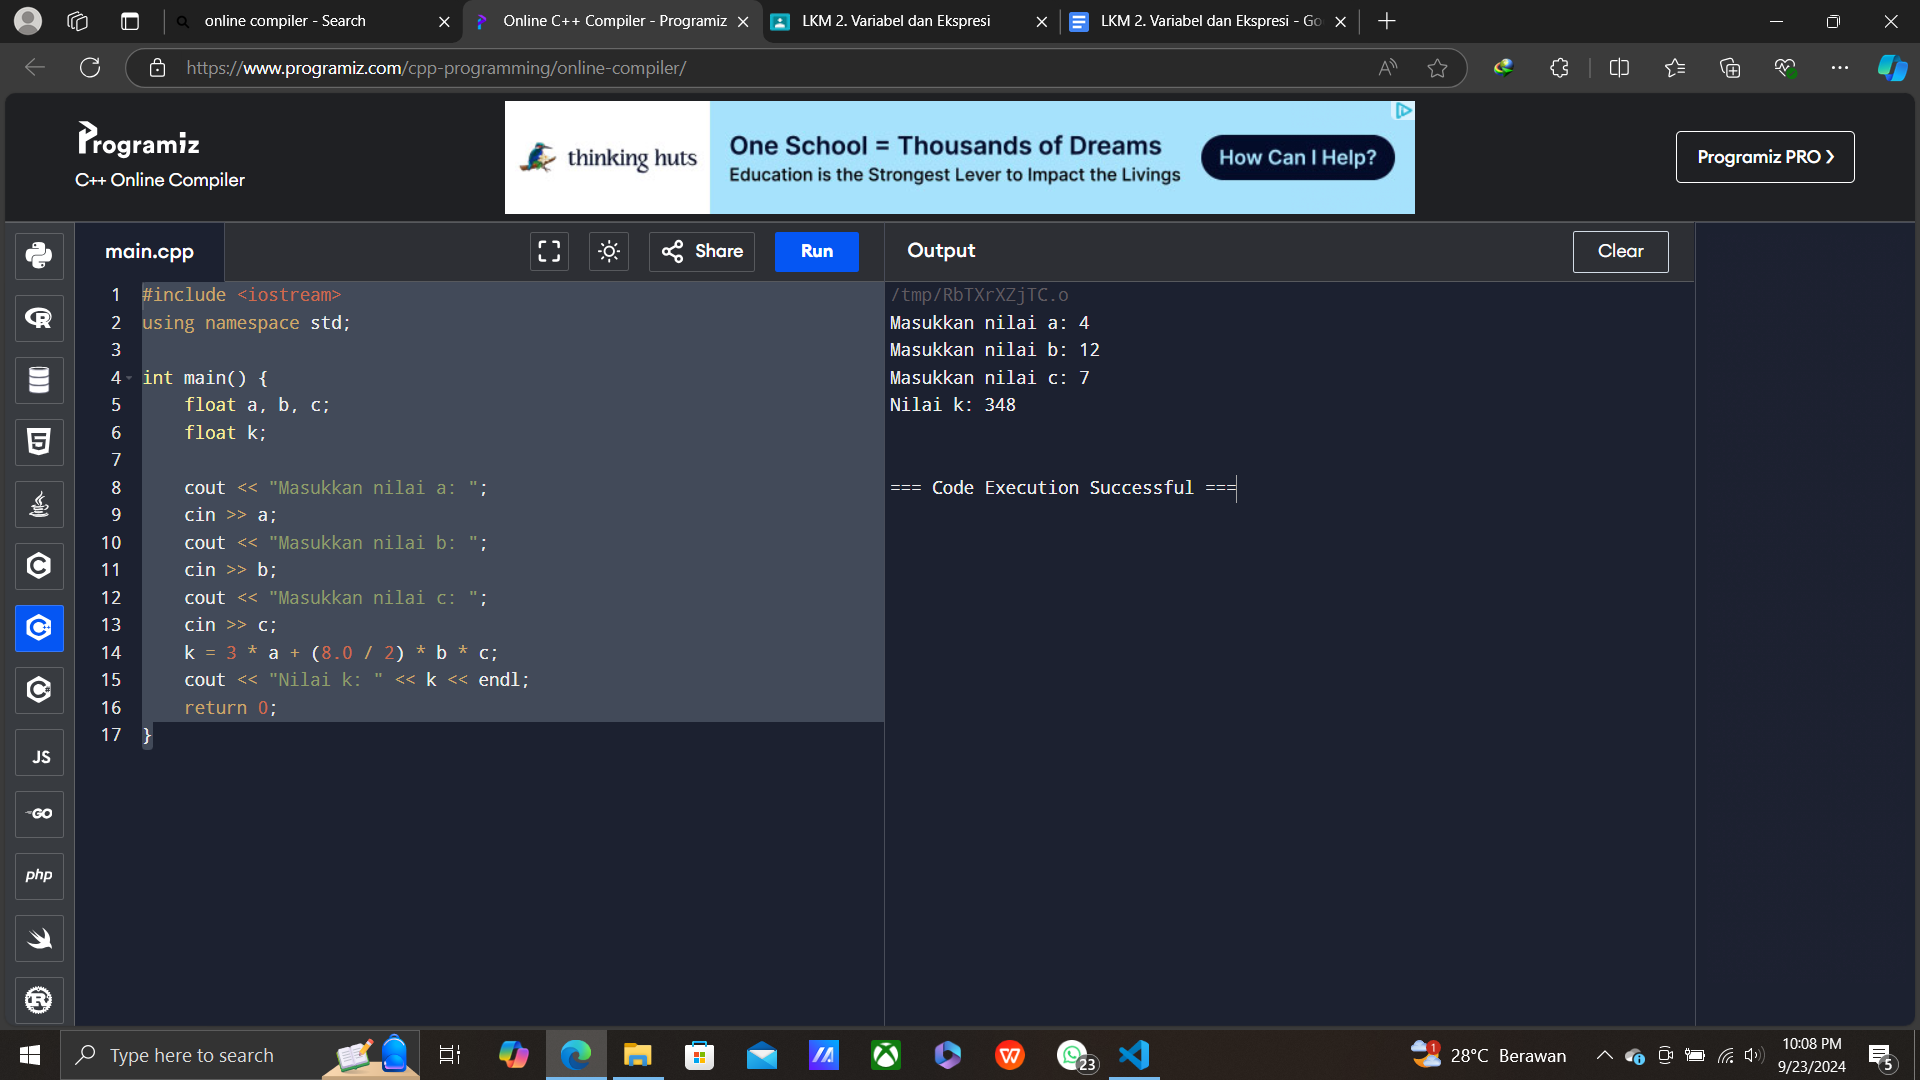 online compiler - Search
Online C++ Compiler - Programiz
LKM 2. Variabel dan Ekspresi
LKM 2. Variabel dan Ekspresi - Go
https://www.programiz.com/cpp-programming/online-compiler/
Programiz
C++ Online Compiler
thinking huts
One School = Thousands of Dreams
Education is the Strongest Lever to Impact the Livings
How Can I Help?
Programiz PRO ❯
main.cpp
Share
Run
Output
Clear
1 #include <iostream>
2 using namespace std;
3
4 int main() {
5     float a, b, c;
6     float k;
7
8     cout << "Masukkan nilai a: ";
9     cin >> a;
10     cout << "Masukkan nilai b: ";
11     cin >> b;
12     cout << "Masukkan nilai c: ";
13     cin >> c;
14     k = 3 * a + (8.0 / 2) * b * c;
15     cout << "Nilai k: " << k << endl;
16     return 0;
17 }
/tmp/RbTXrXZjTC.o
Masukkan nilai a: 4
Masukkan nilai b: 12
Masukkan nilai c: 7
Nilai k: 348
=== Code Execution Successful ===
R
5
C
C+
C#
JS
GO
php
R
Type here to search
W
23
1
28°C Berawan
10:08 PM
9/23/2024
5